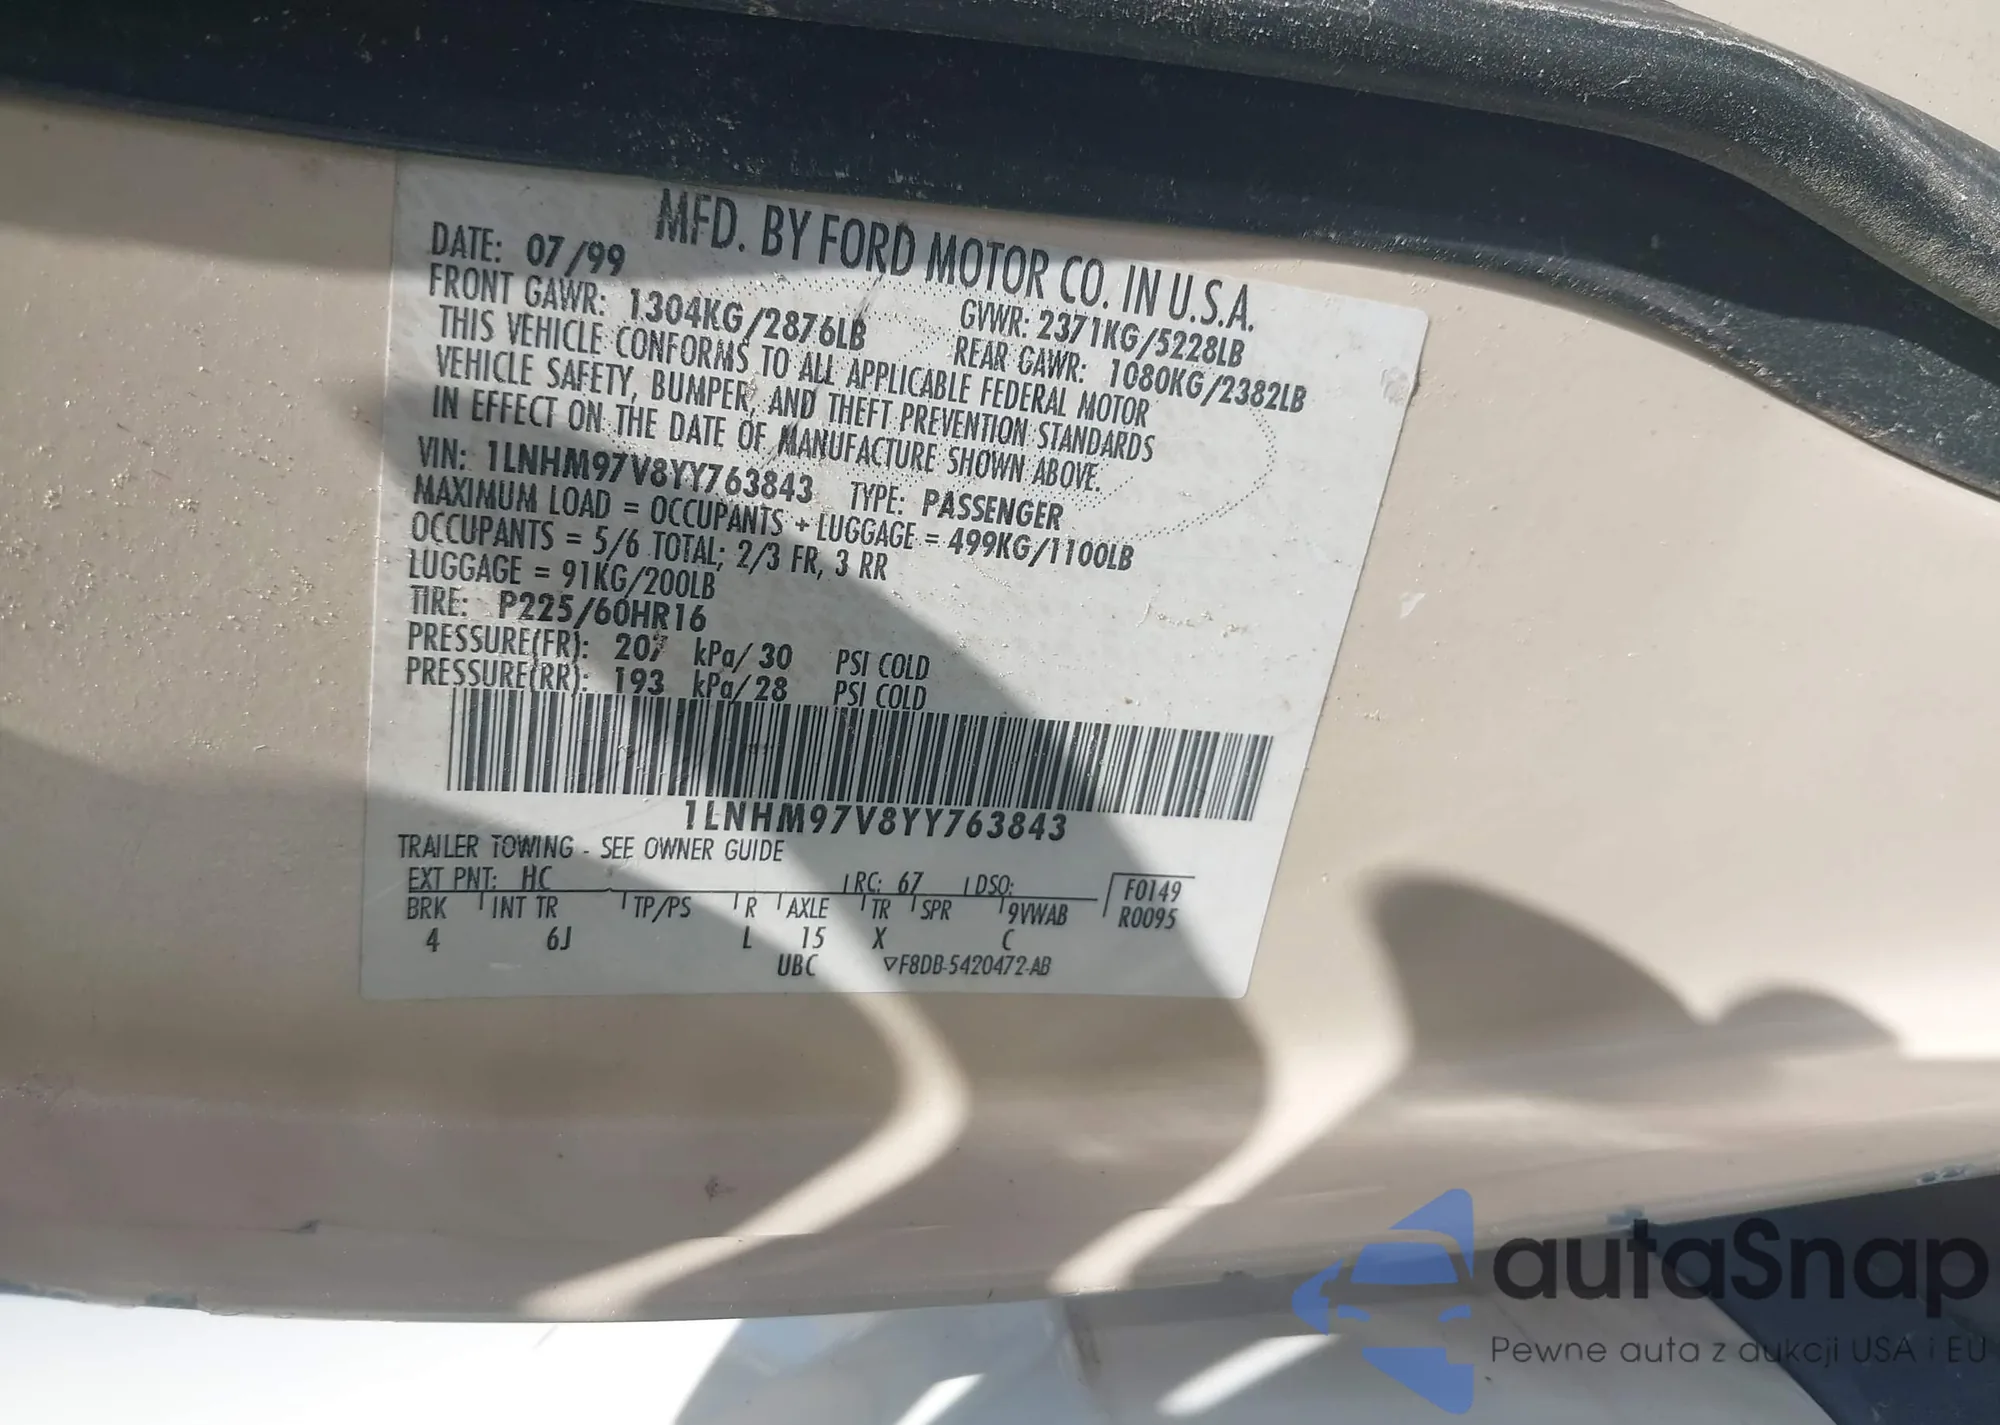 MFD. BY FORD MOTOR CO. IN U.S.A.
DATE: 07/99 GVWR: 2371KG/5228LB
FRONT GAWR: 1304KG/2876LB REAR GAWR: 1080KG/2382LB
THIS VEHICLE CONFORMS TO ALL APPLICABLE FEDERAL MOTOR
VEHICLE SAFETY, BUMPER, AND THEFT PREVENTION STANDARDS
IN EFFECT ON THE DATE OF MANUFACTURE SHOWN ABOVE.
VIN: 1LNHM97V8YY763843 TYPE: PASSENGER
MAXIMUM LOAD = OCCUPANTS + LUGGAGE = 499KG/1100LB
OCCUPANTS = 5/6 TOTAL; 2/3 FR, 3 RR
LUGGAGE = 91KG/200LB
TIRE: P225/60HR16
PRESSURE(FR): 207 kPa/30 PSI COLD
PRESSURE(RR): 193 kPa/28 PSI COLD
1LNHM97V8YY763843
TRAILER TOWING - SEE OWNER GUIDE
EXT PNT: HC RC: 67 DSO: F0149
BRK INT TR TP/PS R AXLE TR SPR 9VWAB R0095
4 6J L 15 X C
UBC ▽F8DB-5420472-AB
autaSnap
Pewne auta z aukcji USA i EU